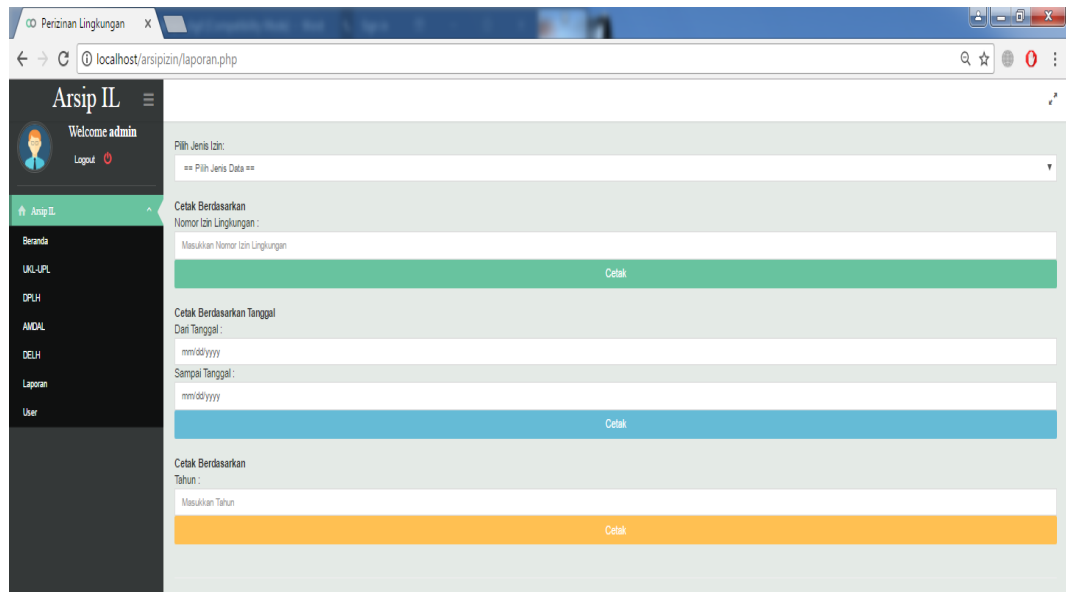 Perizinan Lingkungan
localhost/arsipizin/laporan.php
Arsip IL
Welcome admin
Logout
Arsip IL
Beranda
UKL-UPL
DPLH
AMDAL
DELH
Laporan
User
Pilih Jenis Izin:
== Pilih Jenis Data ==
Cetak Berdasarkan
Nomor Izin Lingkungan :
Masukkan Nomor Izin Lingkungan
Cetak
Cetak Berdasarkan Tanggal
Dari Tanggal :
mm/dd/yyyy
Sampai Tanggal :
mm/dd/yyyy
Cetak
Cetak Berdasarkan
Tahun :
Masukkan Tahun
Cetak